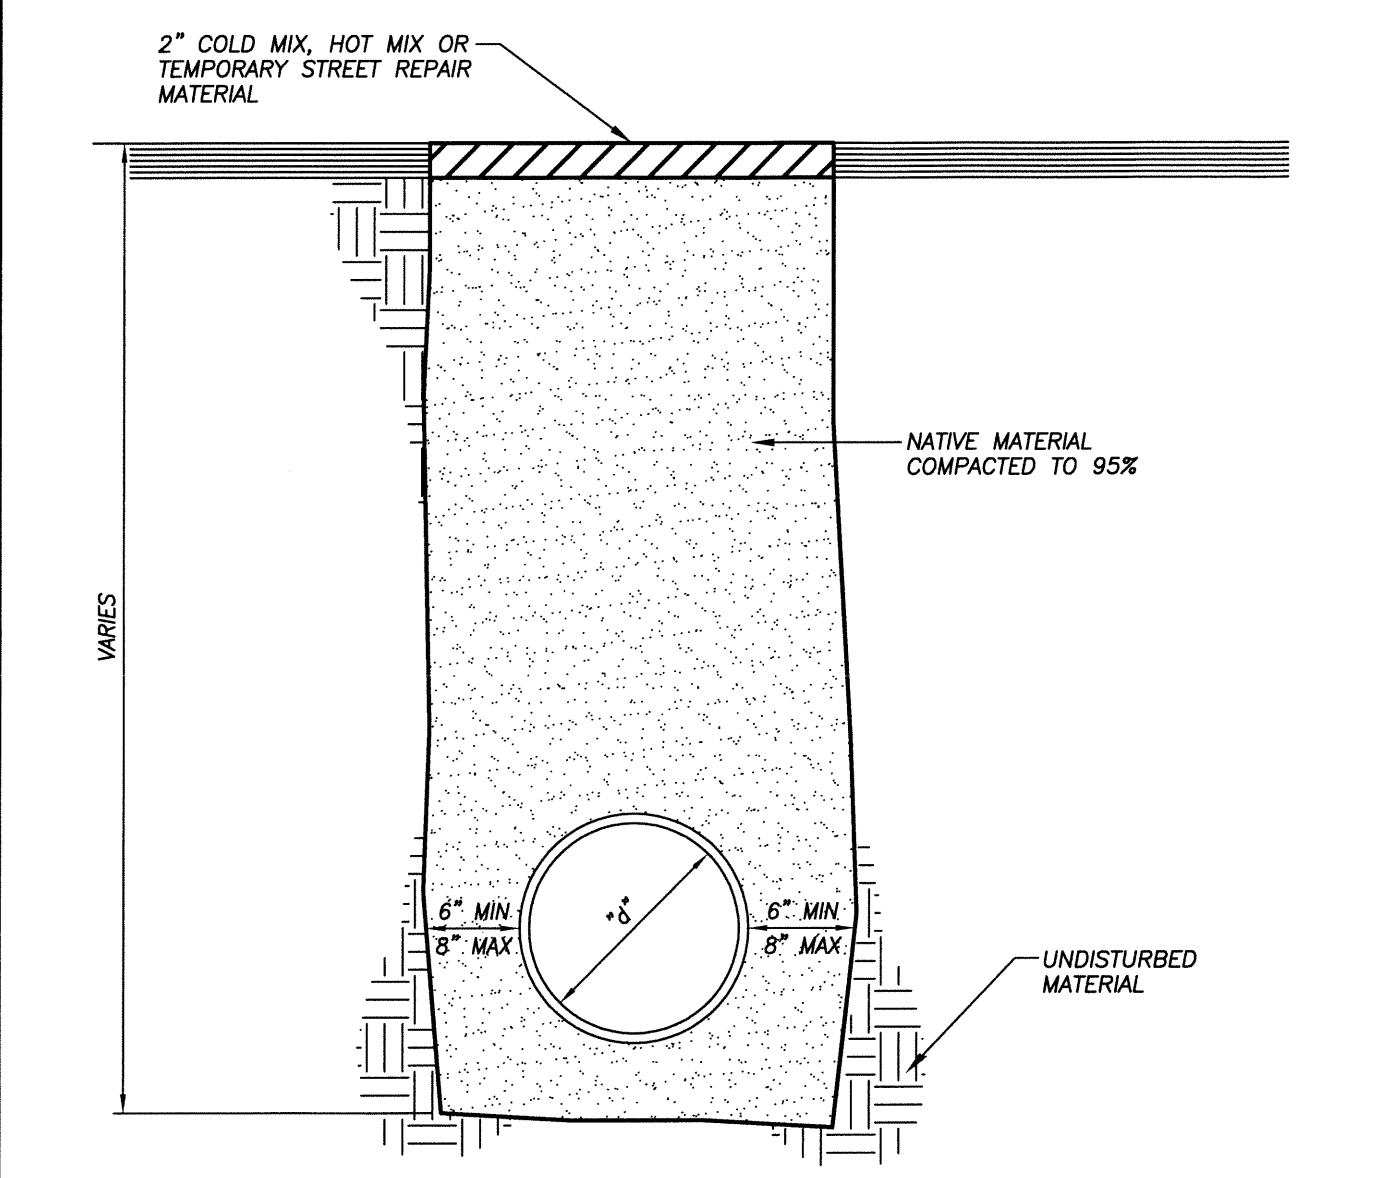 2" COLD MIX, HOT MIX OR
TEMPORARY STREET REPAIR
MATERIAL
NATIVE MATERIAL
COMPACTED TO 95%
VARIES
"d"
6" MIN
8" MAX
6" MIN
8" MAX
UNDISTURBED
MATERIAL